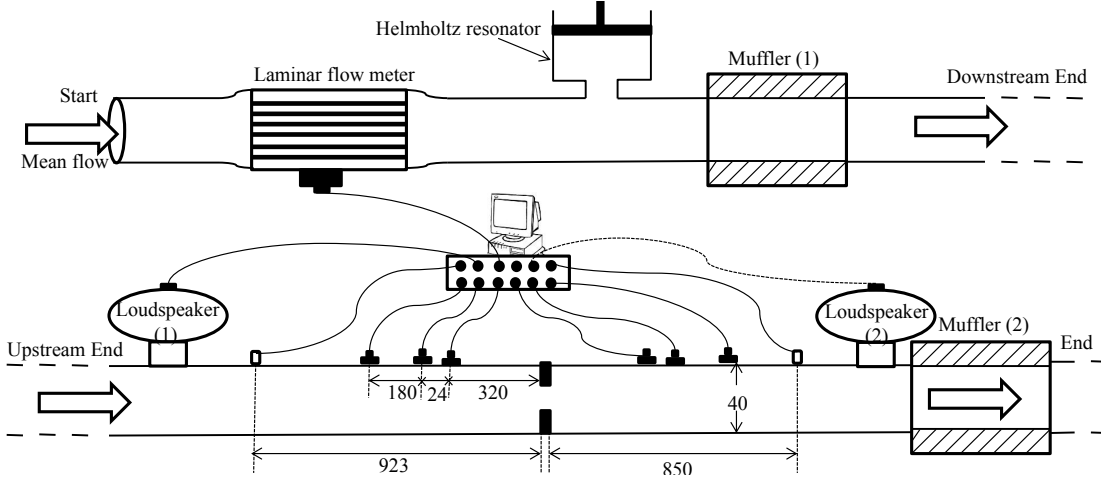 Helmholtz resonator
Muffler (1)
Laminar flow meter
Downstream End
Start
Mean flow
Loudspeaker
(1)
Loudspeaker
(2)
Muffler (2)
Upstream End
End
180
24
320
40
923
850